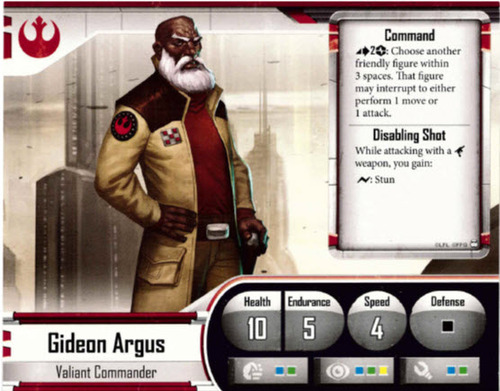 Command
2: Choose another
friendly figure within
3 spaces. That figure
may interrupt to either
perform 1 move or
1 attack.
Disabling Shot
While attacking with a
weapon, you gain:
: Stun
Health
Endurance
Speed
Defense
10
5
4
Gideon Argus
Valiant Commander